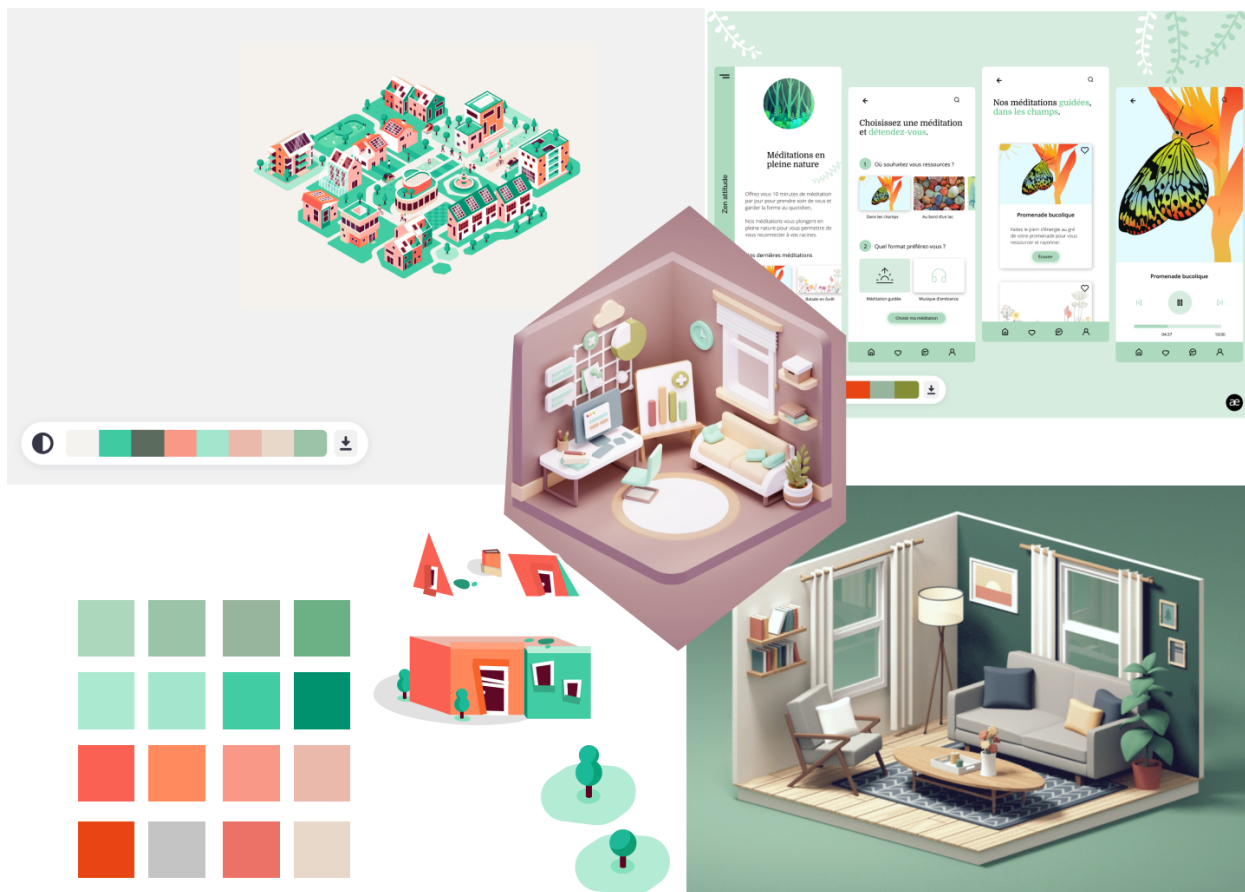 Zen attitude
Méditations en
pleine nature
Offrez vous 10 minutes de méditation
par jour pour prendre soin de vous et
garder la forme au quotidien.
Nos méditations vous plongent en
pleine nature pour vous permettre de
vous reconnecter à vos racines.
dernières méditations
Balade en forêt
Choisissez une méditation
et détendez-vous.
1 Où souhaitez vous ressources ?
Dans les champs
Au bord d'un lac
2 Quel format préférez-vous ?
Méditation guidée
Musique d'ambiance
Choisir ma méditation
Nos méditations guidées,
dans les champs.
Promenade bucolique
Faites le plein d'énergie au gré
de votre promenade pour vous
ressourcer et rayonner.
Écouter
Promenade bucolique
04:37
10:00
æ